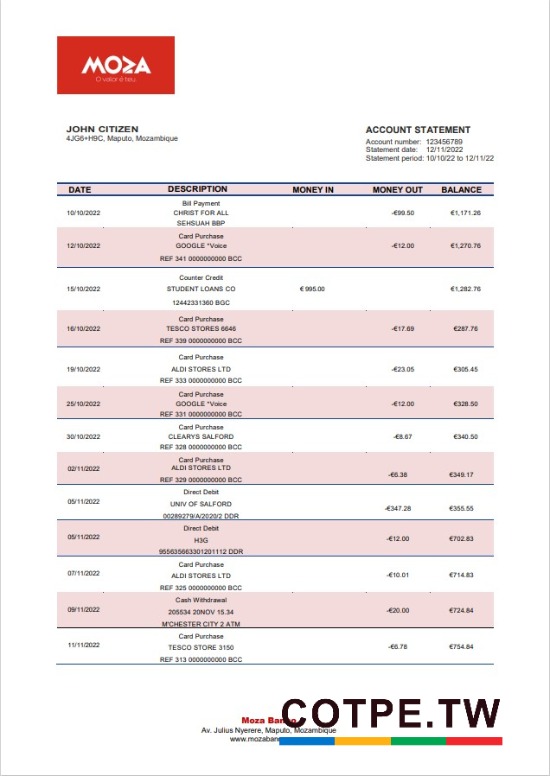 MOZA
O valor é teu.
JOHN CITIZEN
4JG6+H9C, Maputo, Mozambique
ACCOUNT STATEMENT
Account number: 123456789
Statement date: 12/11/2022
Statement period: 10/10/22 to 12/11/22
DATE DESCRIPTION MONEY IN MONEY OUT BALANCE
Bill Payment
10/10/2022 CHRIST FOR ALL -€99.50 €1,171.26
SEHSUAH BBP
Card Purchase
12/10/2022 GOOGLE *Voice -€12.00 €1,270.76
REF 341 0000000000 BCC
Counter Credit
15/10/2022 STUDENT LOANS CO € 995.00 €1,282.76
12442331360 BGC
Card Purchase
16/10/2022 TESCO STORES 6646 -€17.69 €287.76
REF 339 0000000000 BCC
Card Purchase
19/10/2022 ALDI STORES LTD -€23.05 €305.45
REF 333 0000000000 BCC
Card Purchase
25/10/2022 GOOGLE *Voice -€12.00 €328.50
REF 331 0000000000 BCC
Card Purchase
30/10/2022 CLEARYS SALFORD -€8.67 €340.50
REF 328 0000000000 BCC
Card Purchase
02/11/2022 ALDI STORES LTD -€6.38 €349.17
REF 329 0000000000 BCC
Direct Debit
05/11/2022 UNIV OF SALFORD -€347.28 €355.55
00289279/A/2020/2 DDR
Direct Debit
05/11/2022 H3G -€12.00 €702.83
955635663301201112 DDR
Card Purchase
07/11/2022 ALDI STORES LTD -€10.01 €714.83
REF 325 0000000000 BCC
Cash Withdrawal
09/11/2022 205534 20NOV 15.34 -€20.00 €724.84
M'CHESTER CITY 2 ATM
Card Purchase
11/11/2022 TESCO STORE 3150 -€6.78 €754.84
REF 313 0000000000 BCC
Moza Ban
COTPE.TW
Av. Julius Nyerere, Maputo, Mozambique
www.mozaban